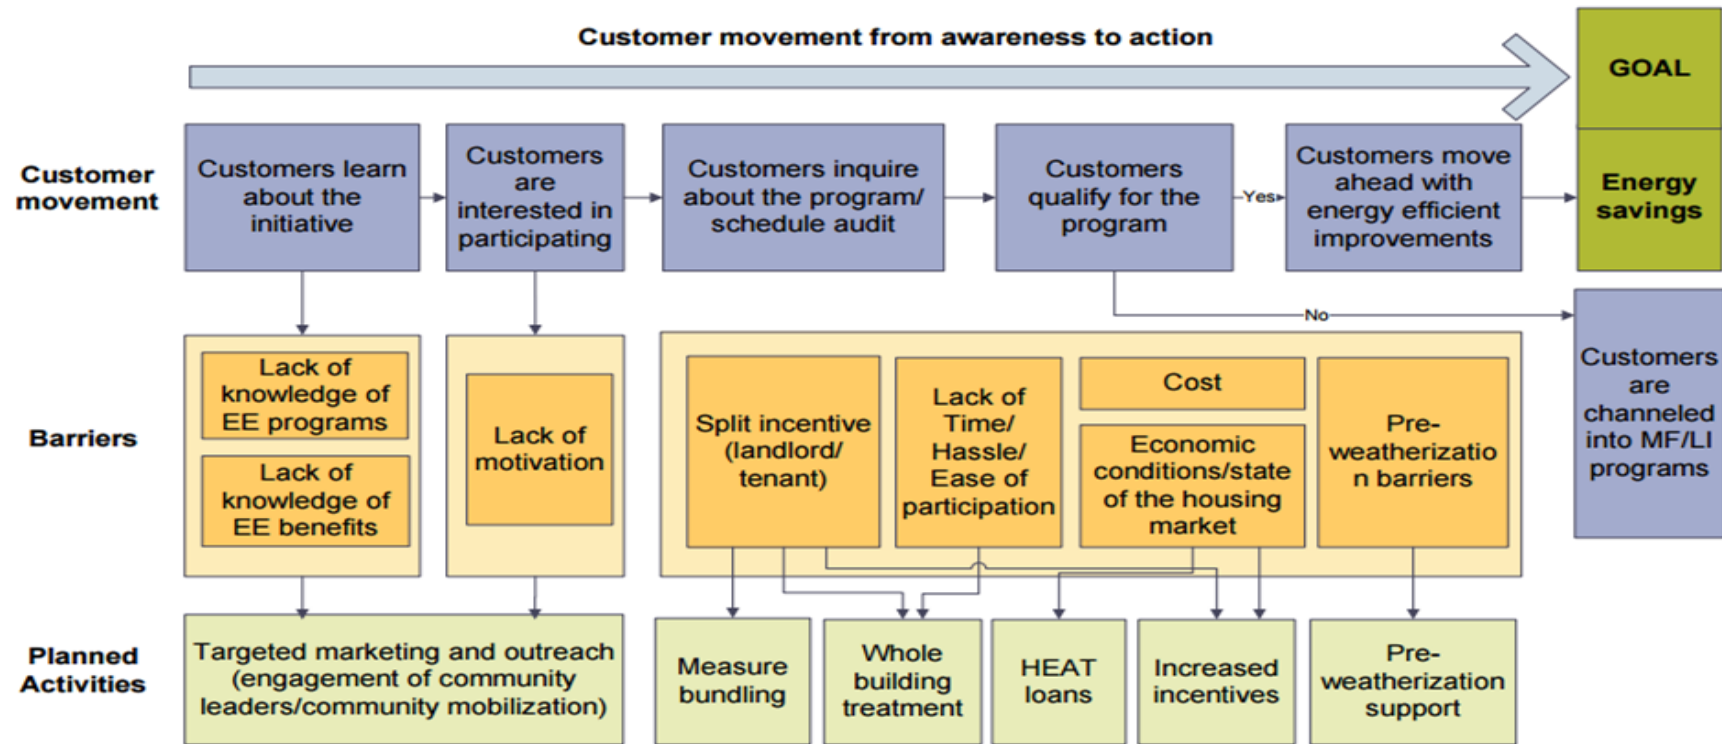 Customer movement from awareness to action
GOAL
Customer
movement
Customers learn
about the
initiative
Customers
are
interested in
participating
Customers inquire
about the program/
schedule audit
Customers
qualify for the
program
Yes
Customers move
ahead with
energy efficient
improvements
Energy
savings
No
Customers
are
channeled
into MF/LI
programs
Barriers
Lack of
knowledge of
EE programs
Lack of
knowledge of
EE benefits
Lack of
motivation
Split incentive
(landlord/
tenant)
Lack of
Time/
Hassle/
Ease of
participation
Cost
Economic
conditions/state
of the housing
market
Pre-
weatherizatio
n barriers
Planned
Activities
Targeted marketing and outreach
(engagement of community
leaders/community mobilization)
Measure
bundling
Whole
building
treatment
HEAT
loans
Increased
incentives
Pre-
weatherization
support